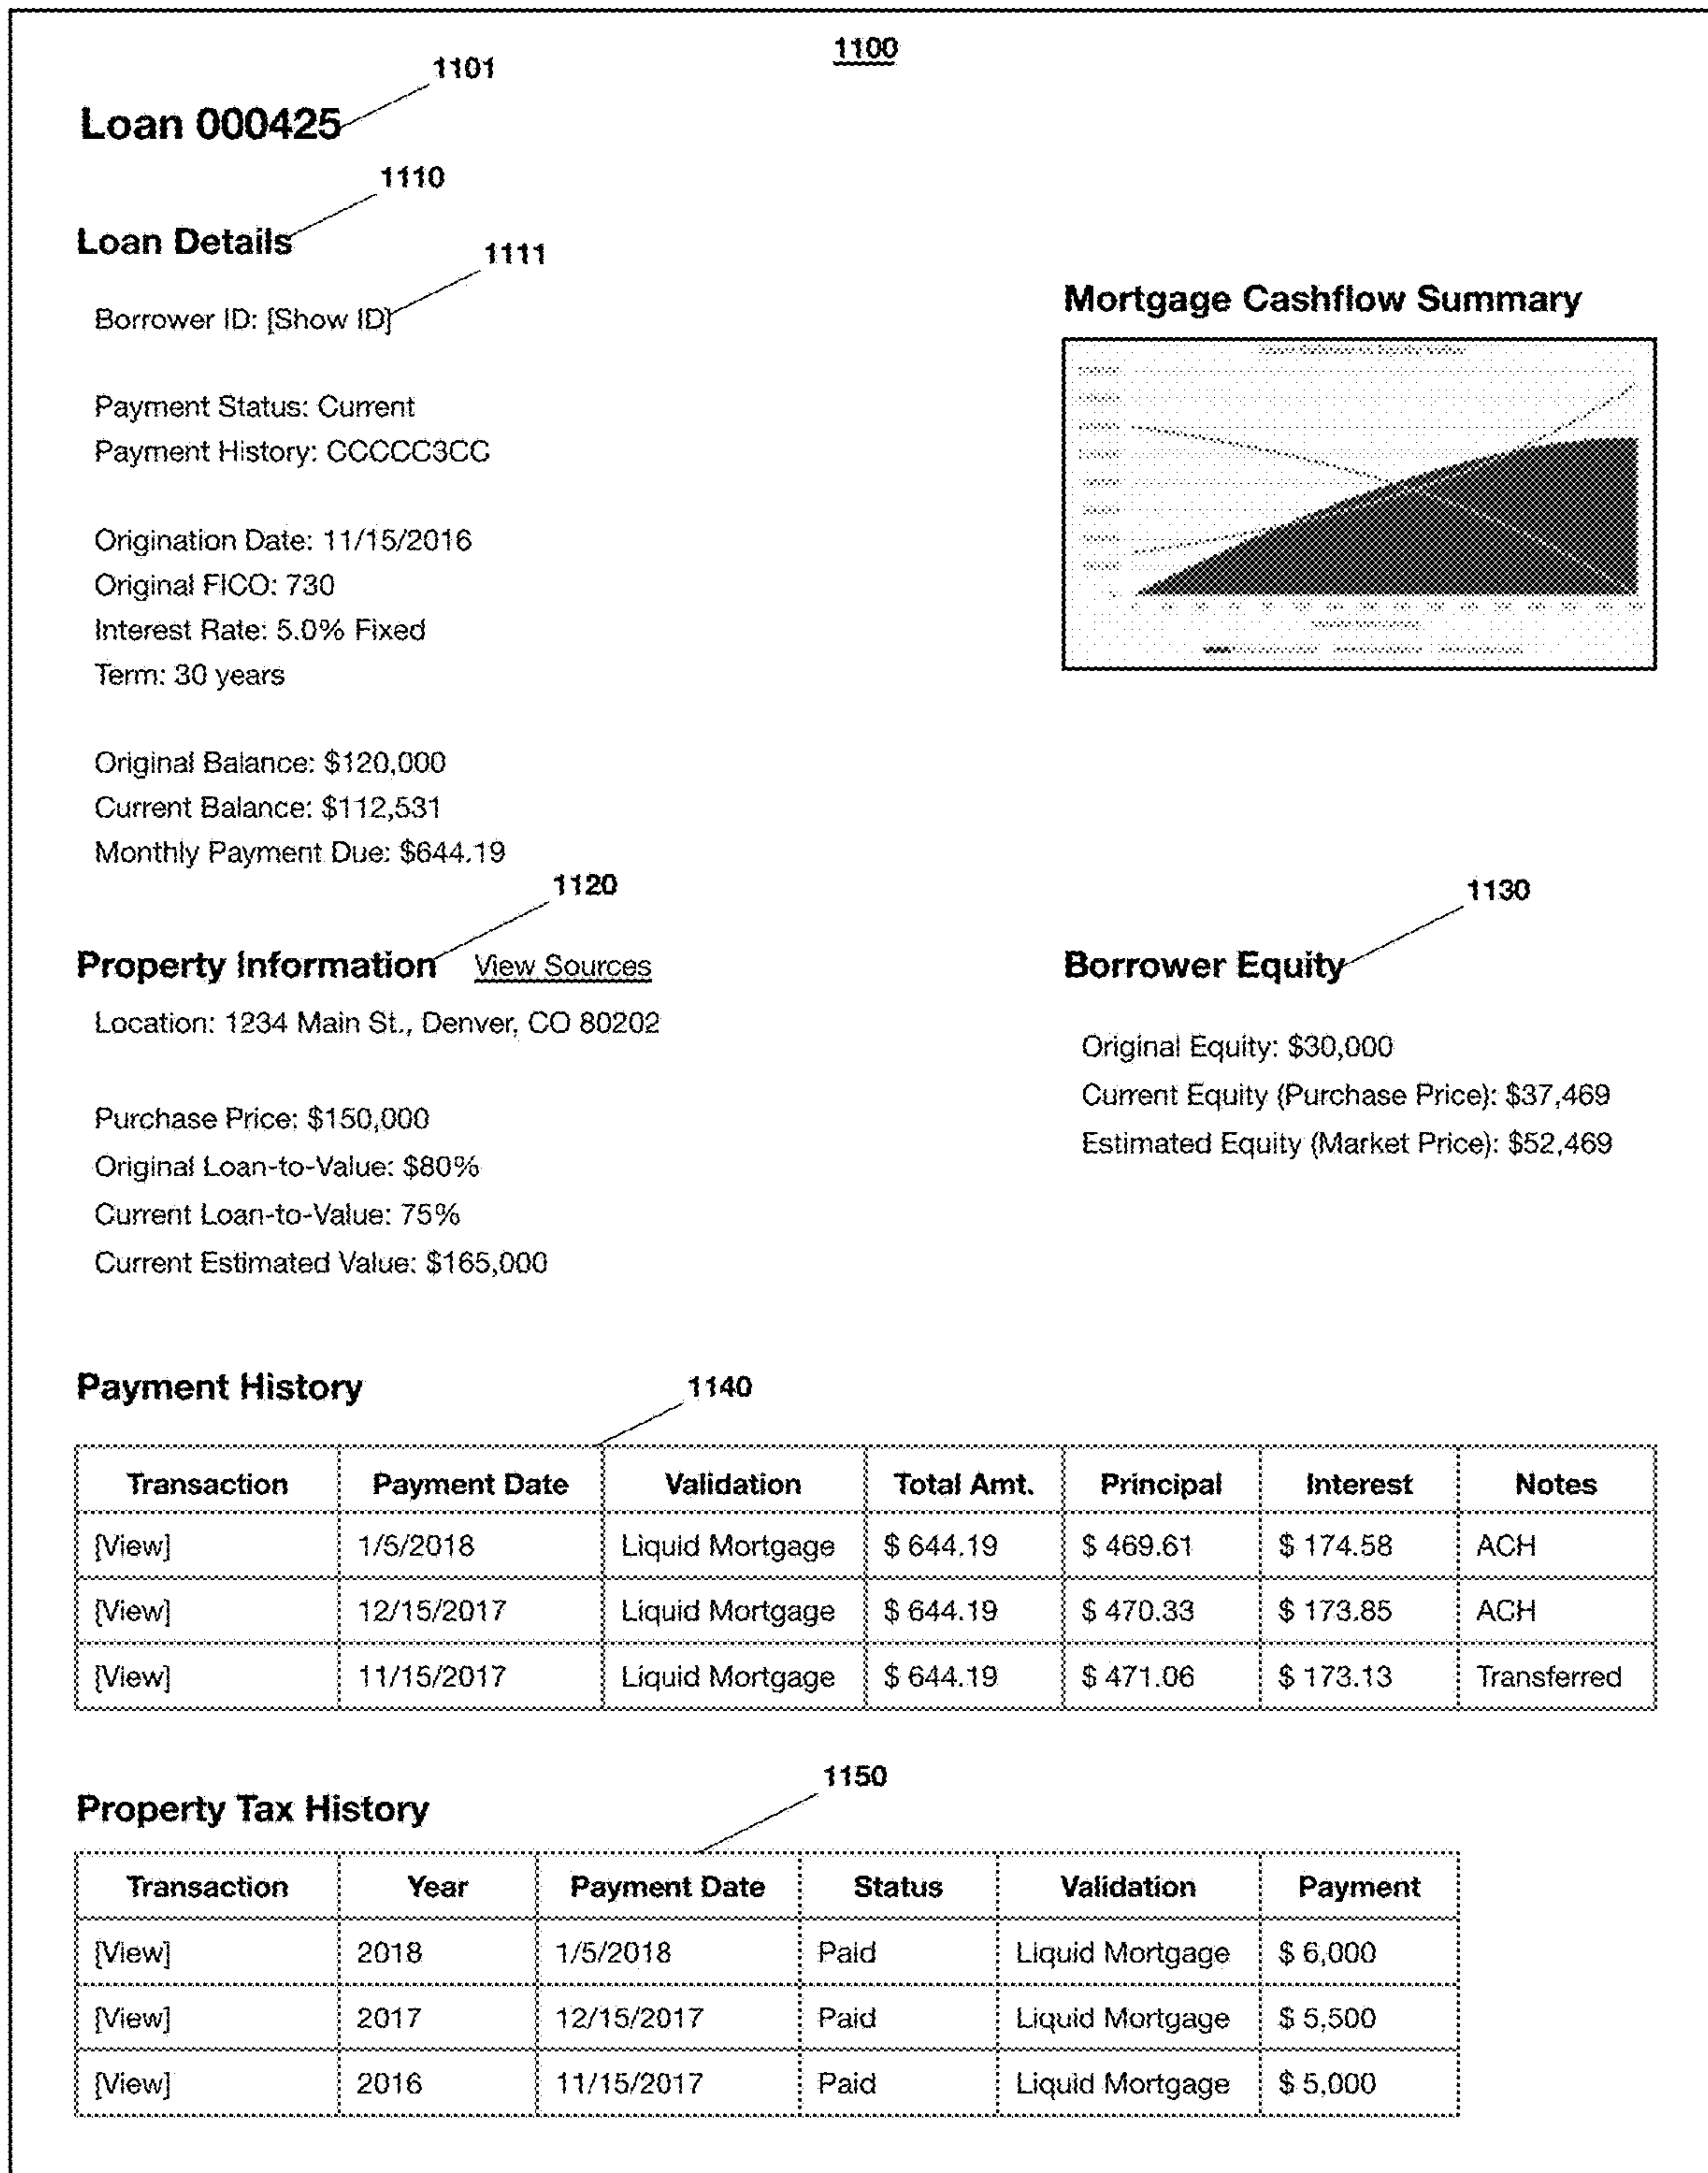 1100
1101
Loan 000425
1110
Loan Details
1111
Borrower ID: [Show ID]
Mortgage Cashflow Summary
Payment Status: Current
Payment History: CCCCC3CC
Origination Date: 11/15/2016
Original FICO: 730
Interest Rate: 5.0% Fixed
Term: 30 years
Original Balance: $120,000
Current Balance: $112,531
Monthly Payment Due: $644.19
1120
1130
Property Information View Sources
Borrower Equity
Location: 1234 Main St., Denver, CO 80202
Original Equity: $30,000
Current Equity (Purchase Price): $37,469
Estimated Equity (Market Price): $52,469
Purchase Price: $150,000
Original Loan-to-Value: $80%
Current Loan-to-Value: 75%
Current Estimated Value: $165,000
Payment History
1140
Transaction Payment Date Validation Total Amt. Principal Interest Notes
[View] 1/5/2018 Liquid Mortgage $ 644.19 $ 469.61 $ 174.58 ACH
[View] 12/15/2017 Liquid Mortgage $ 644.19 $ 470.33 $ 173.85 ACH
[View] 11/15/2017 Liquid Mortgage $ 644.19 $ 471.06 $ 173.13 Transferred
1150
Property Tax History
Transaction Year Payment Date Status Validation Payment
[View] 2018 1/5/2018 Paid Liquid Mortgage $ 6,000
[View] 2017 12/15/2017 Paid Liquid Mortgage $ 5,500
[View] 2016 11/15/2017 Paid Liquid Mortgage $ 5,000